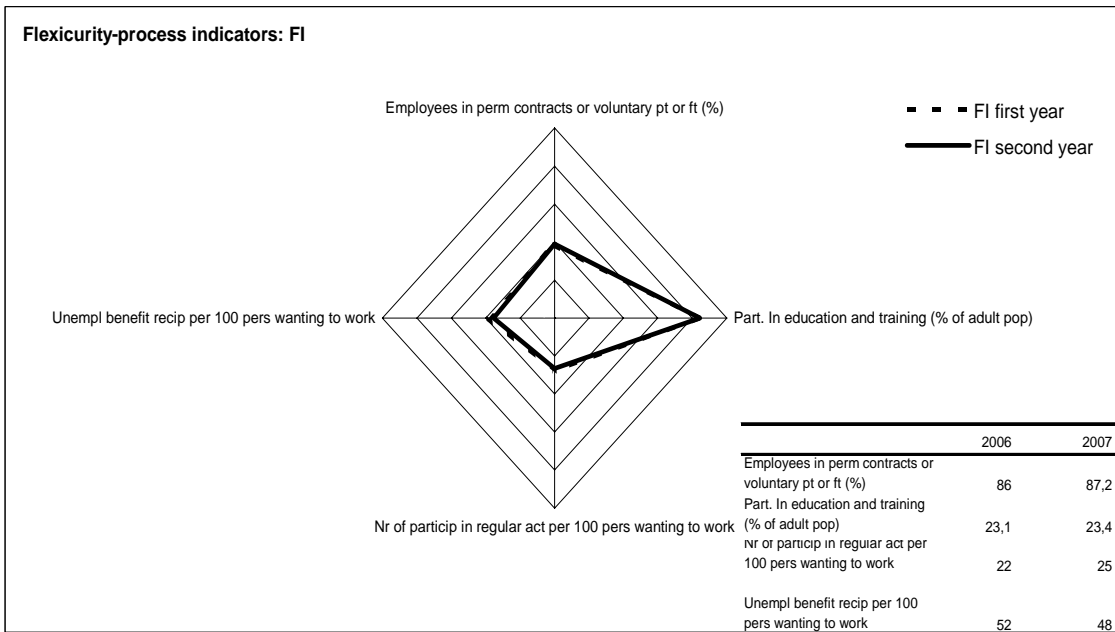 Flexicurity-process indicators: FI
Employees in perm contracts or voluntary pt or ft (%)
FI first year
FI second year
Unempl benefit recip per 100 pers wanting to work
Part. In education and training (% of adult pop)
Nr of particip in regular act per 100 pers wanting to work
2006 2007
Employees in perm contracts or
voluntary pt or ft (%) 86 87,2
Part. In education and training
(% of adult pop) 23,1 23,4
Nr of particip in regular act per
100 pers wanting to work 22 25
Unempl benefit recip per 100
pers wanting to work 52 48